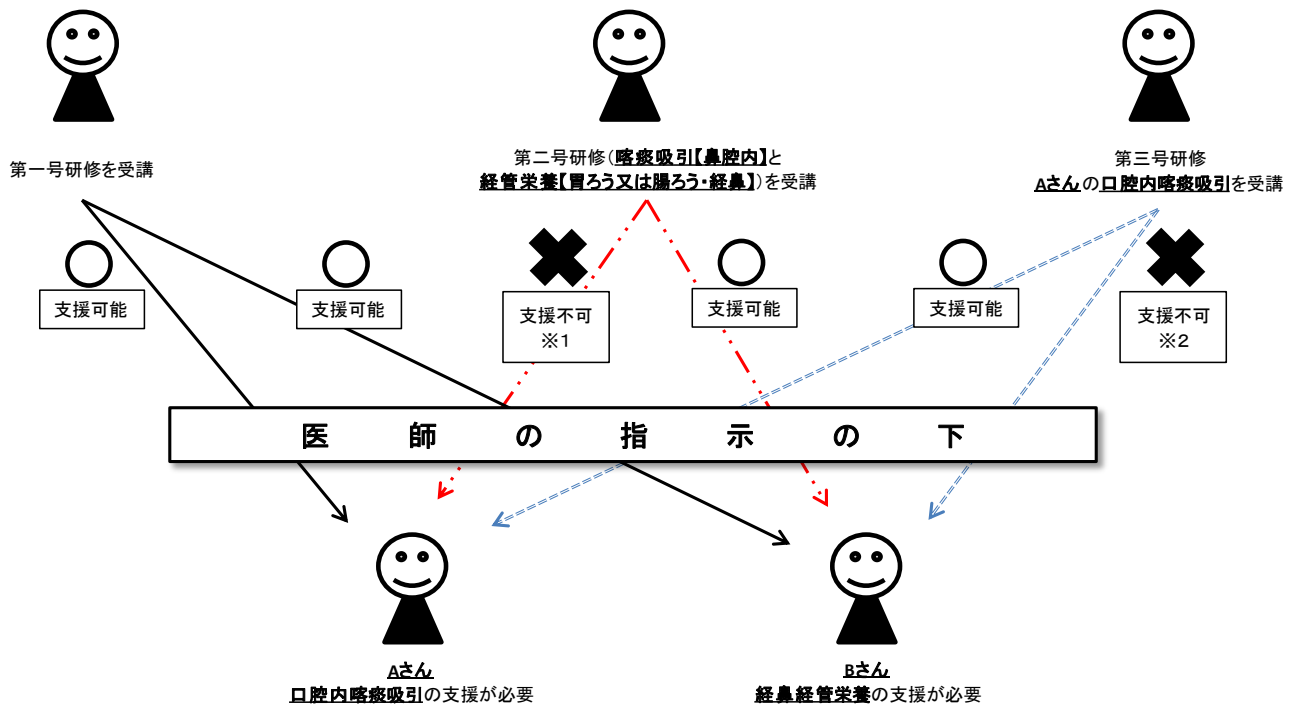 第一号研修を受講
第二号研修(喀痰吸引【鼻腔内】と
経管栄養【胃ろう又は腸ろう・経鼻】)を受講
第三号研修
Aさんの口腔内喀痰吸引を受講
支援可能
支援可能
支援不可
※1
支援可能
支援可能
支援不可
※2
医師の指示の下
Aさん
口腔内喀痰吸引の支援が必要
Bさん
経鼻経管栄養の支援が必要